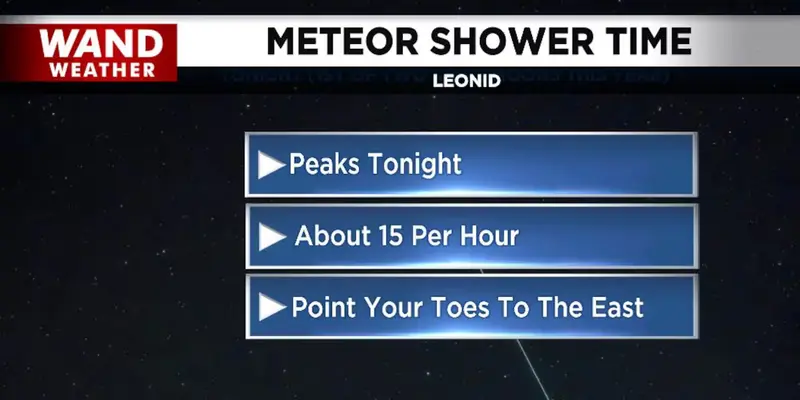 WAND
WEATHER
METEOR SHOWER TIME
LEONID
Peaks Tonight
About 15 Per Hour
Point Your Toes To The East